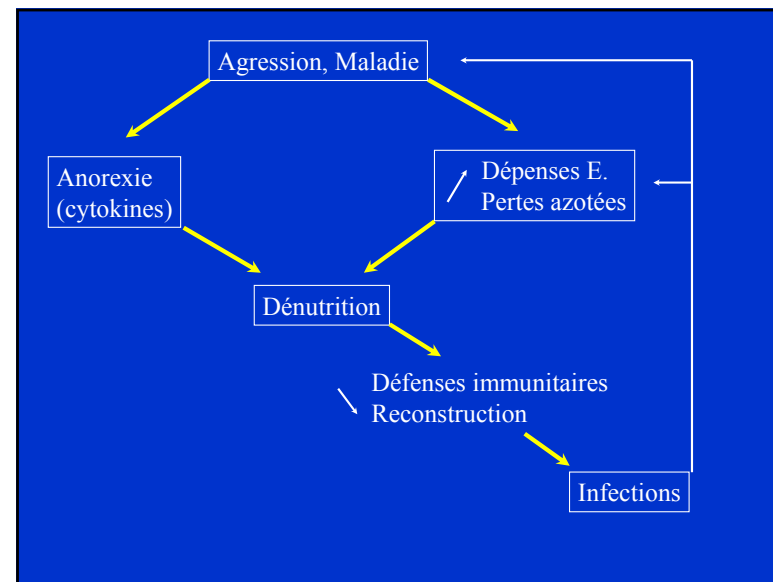 Agression, Maladie
Anorexie
(cytokines)
Dépenses E.
Pertes azotées
Dénutrition
Défenses immunitaires
Reconstruction
Infections